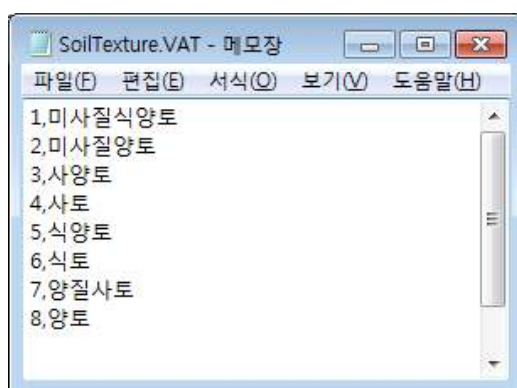 SoilTexture.VAT - 메모장
파일(F) 편집(E) 서식(O) 보기(V) 도움말(H)
1,미사질식양토
2,미사질양토
3,사양토
4,사토
5,식양토
6,식토
7,양질사토
8,양토